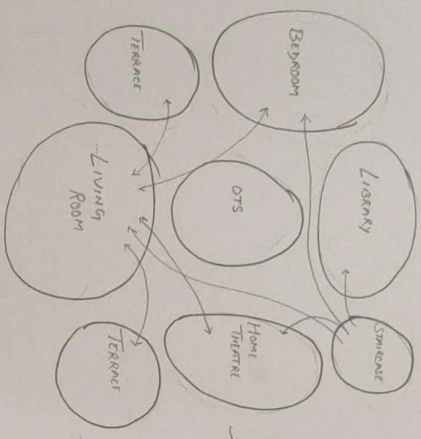 TERRACE
BEDROOM
LIVING
ROOM
OTS
LIBRARY
TERRACE
HOME
THEATRE
STAIRCASE